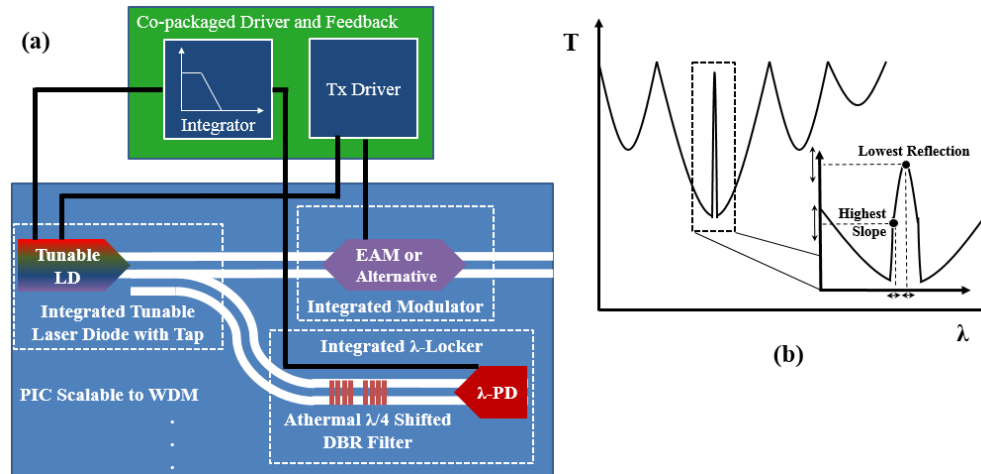 (a)
Co-packaged Driver and Feedback
Integrator
Tx Driver
Tunable
LD
Integrated Tunable
Laser Diode with Tap
EAM or
Alternative
Integrated Modulator
Integrated λ-Locker
λ-PD
Athermal λ/4 Shifted
DBR Filter
PIC Scalable to WDM
.
.
.
T
Lowest Reflection
Highest
Slope
λ
(b)